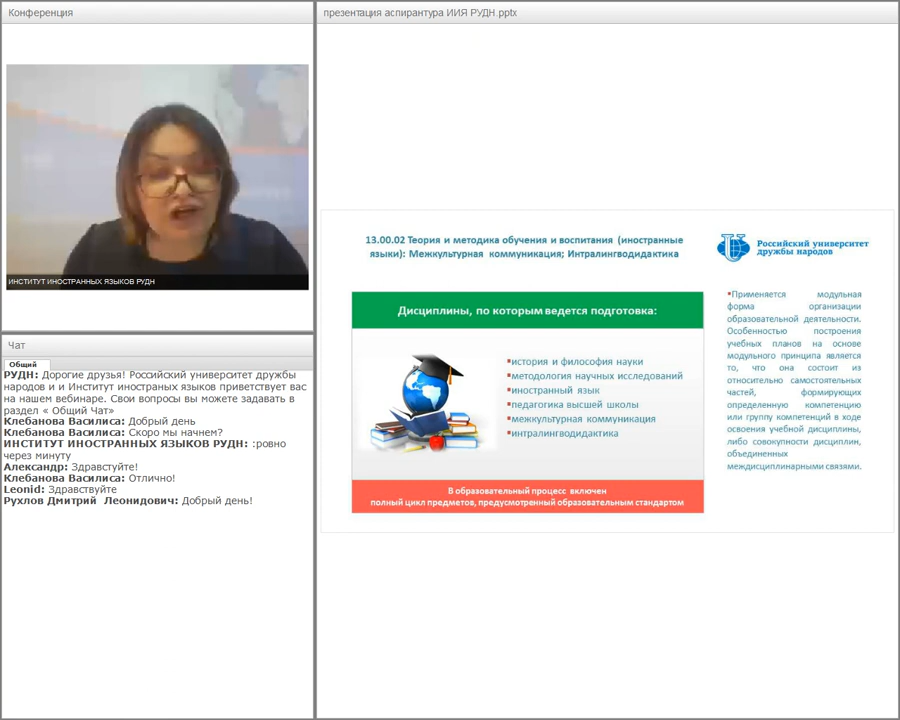 Конференция
ИНСТИТУТ ИНОСТРАННЫХ ЯЗЫКОВ РУДН
Чат
Общий
РУДН: Дорогие друзья! Российский университет дружбы
народов и и Институт иностраных языков приветствует вас
на нашем вебинаре. Свои вопросы вы можете задавать в
раздел « Общий Чат»
Клебанова Василиса: Добрый день
Клебанова Василиса: Скоро мы начнем?
ИНСТИТУТ ИНОСТРАННЫХ ЯЗЫКОВ РУДН: :ровно
через минуту
Александр: Здравстуйте!
Клебанова Василиса: Отлично!
Leonid: Здравствуйте
Рухлов Дмитрий Леонидович: Добрый день!
презентация аспирантура ИИЯ РУДН.pptx
13.00.02 Теория и методика обучения и воспитания (иностранные
языки): Межкультурная коммуникация; Интралингводидактика
Российский университет
дружбы народов
Дисциплины, по которым ведется подготовка:
▪история и философия науки
▪методология научных исследований
▪иностранный язык
▪педагогика высшей школы
▪межкультурная коммуникация
▪интралингводидактика
В образовательный процесс включен
полный цикл предметов, предусмотренный образовательным стандартом
▪Применяется модульная
форма организации
образовательной деятельности.
Особенностью построения
учебных планов на основе
модульного принципа является
то, что она состоит из
относительно самостоятельных
частей, формирующих
определенную компетенцию
или группу компетенций в ходе
освоения учебной дисциплины,
либо совокупности дисциплин,
объединенных
междисциплинарными связями.